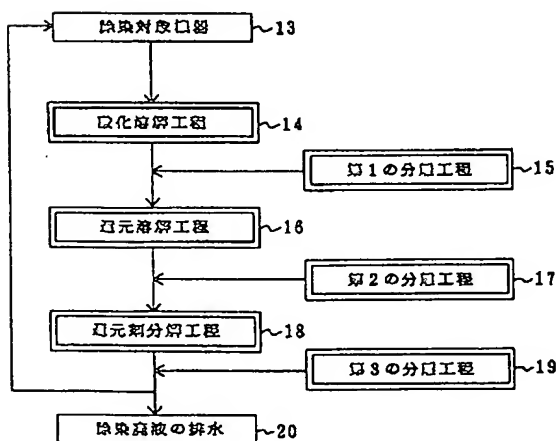 除染対象機器 13
酸化溶解工程 14
第1の分解工程 15
還元溶解工程 16
第2の分解工程 17
還元剤分解工程 18
第3の分解工程 19
除染廃液の排水 20